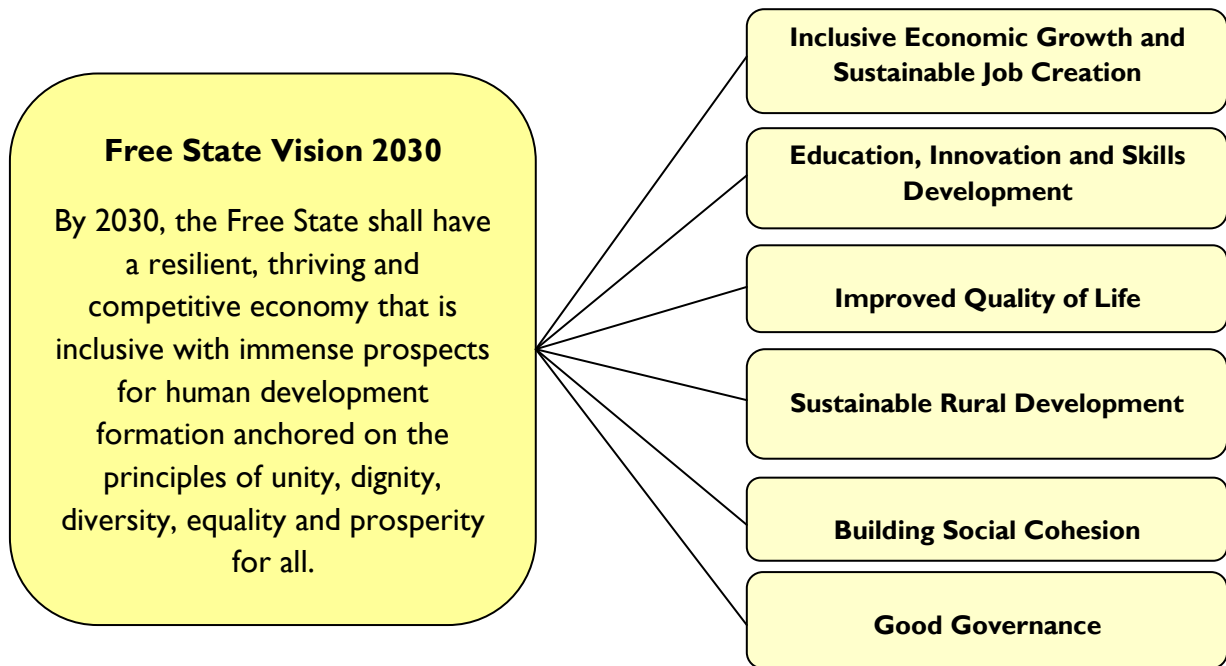 Free State Vision 2030
By 2030, the Free State shall have
a resilient, thriving and
competitive economy that is
inclusive with immense prospects
for human development
formation anchored on the
principles of unity, dignity,
diversity, equality and prosperity
for all.
Inclusive Economic Growth and
Sustainable Job Creation
Education, Innovation and Skills
Development
Improved Quality of Life
Sustainable Rural Development
Building Social Cohesion
Good Governance